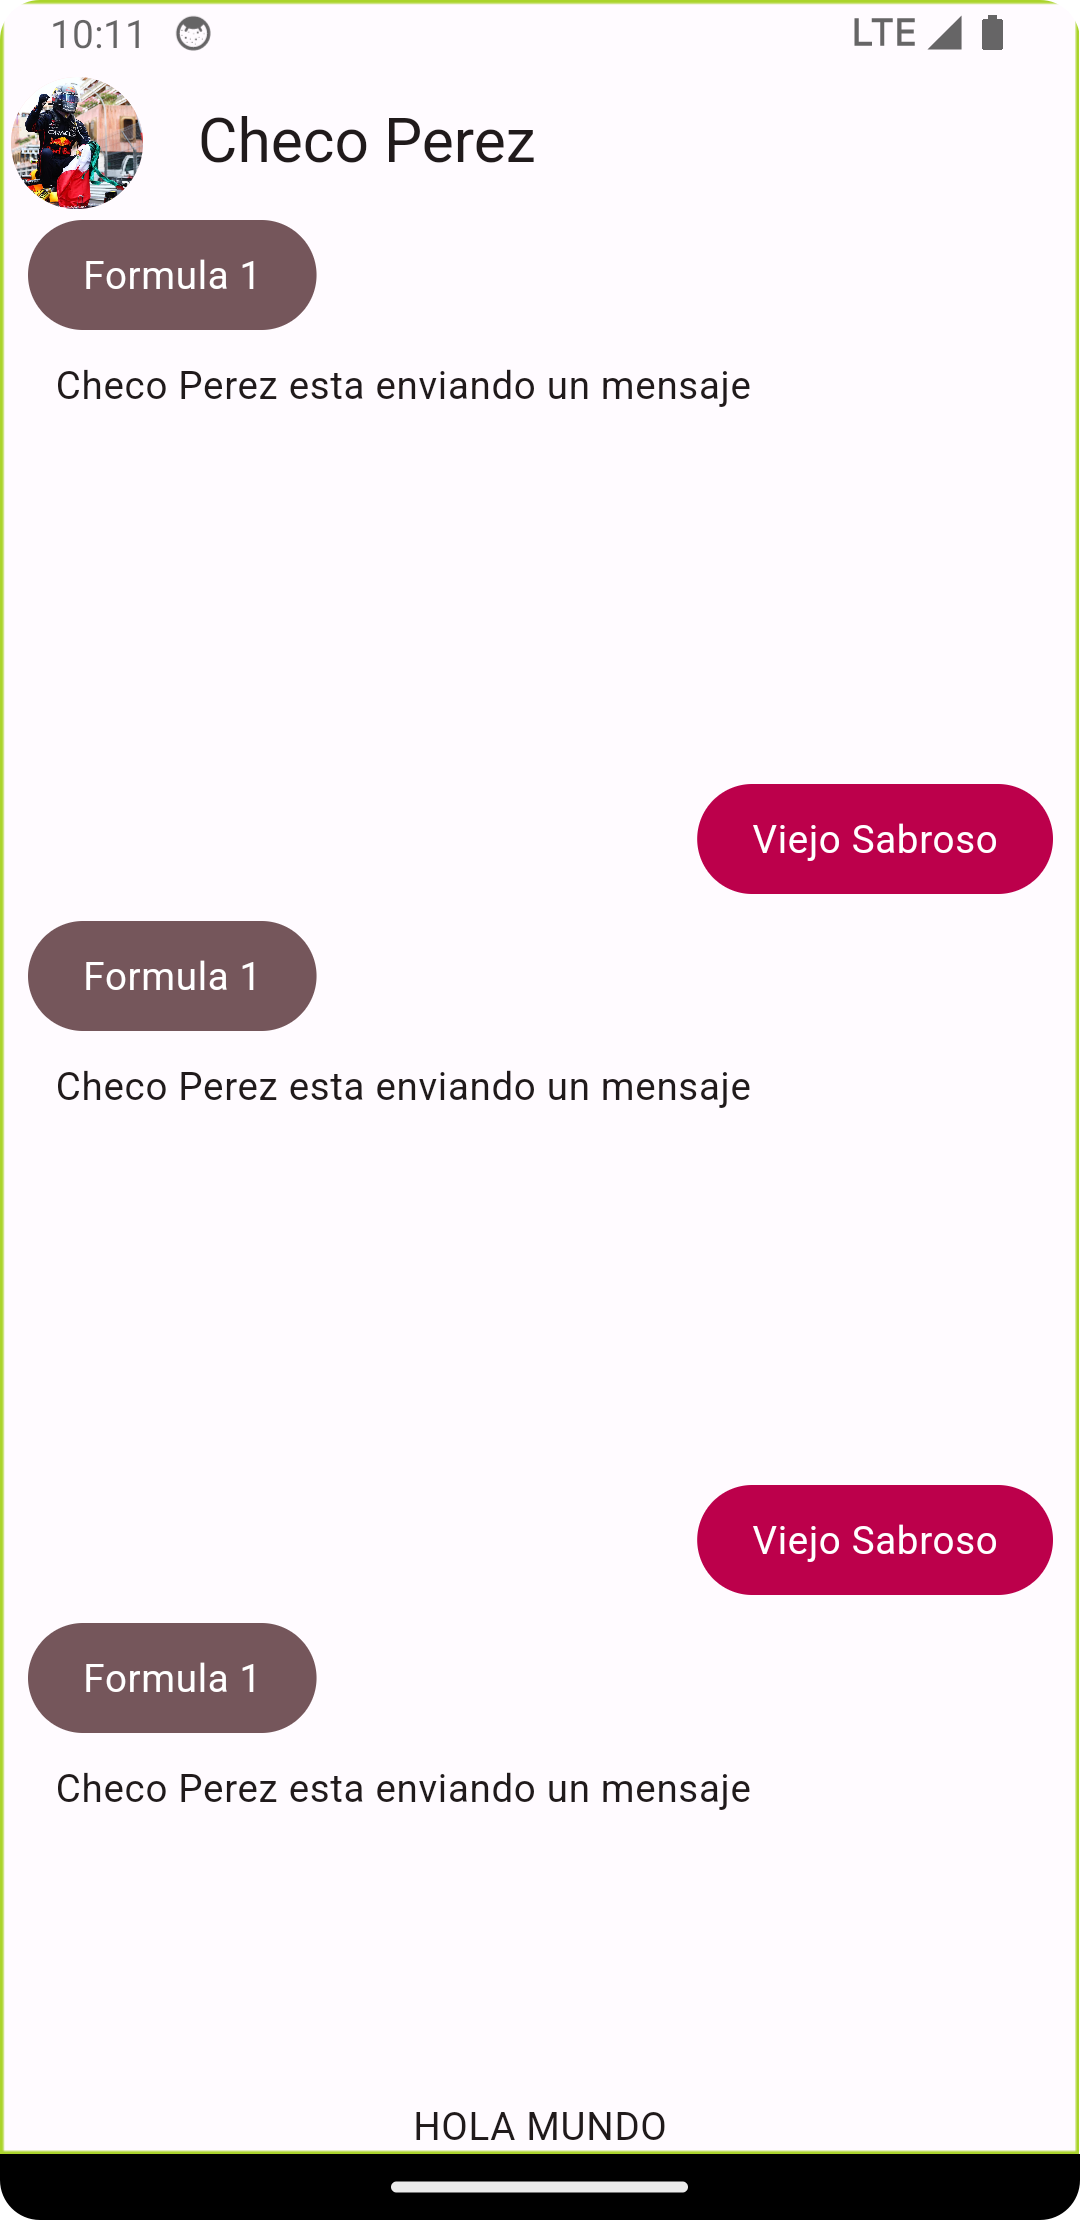 10:11 LTE
Checo Perez
Formula 1
Checo Perez esta enviando un mensaje
Viejo Sabroso
Formula 1
Checo Perez esta enviando un mensaje
Viejo Sabroso
Formula 1
Checo Perez esta enviando un mensaje
HOLA MUNDO